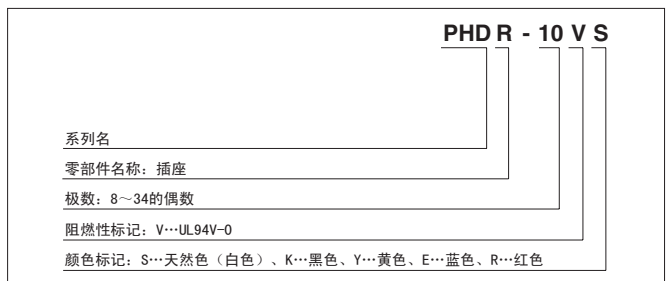 PHD R - 10 V S
系列名
零部件名称：插座
极数：8～34的偶数
阻燃性标记：V…UL94V-0
颜色标记：S…天然色（白色）、K…黑色、Y…黄色、E…蓝色、R…红色